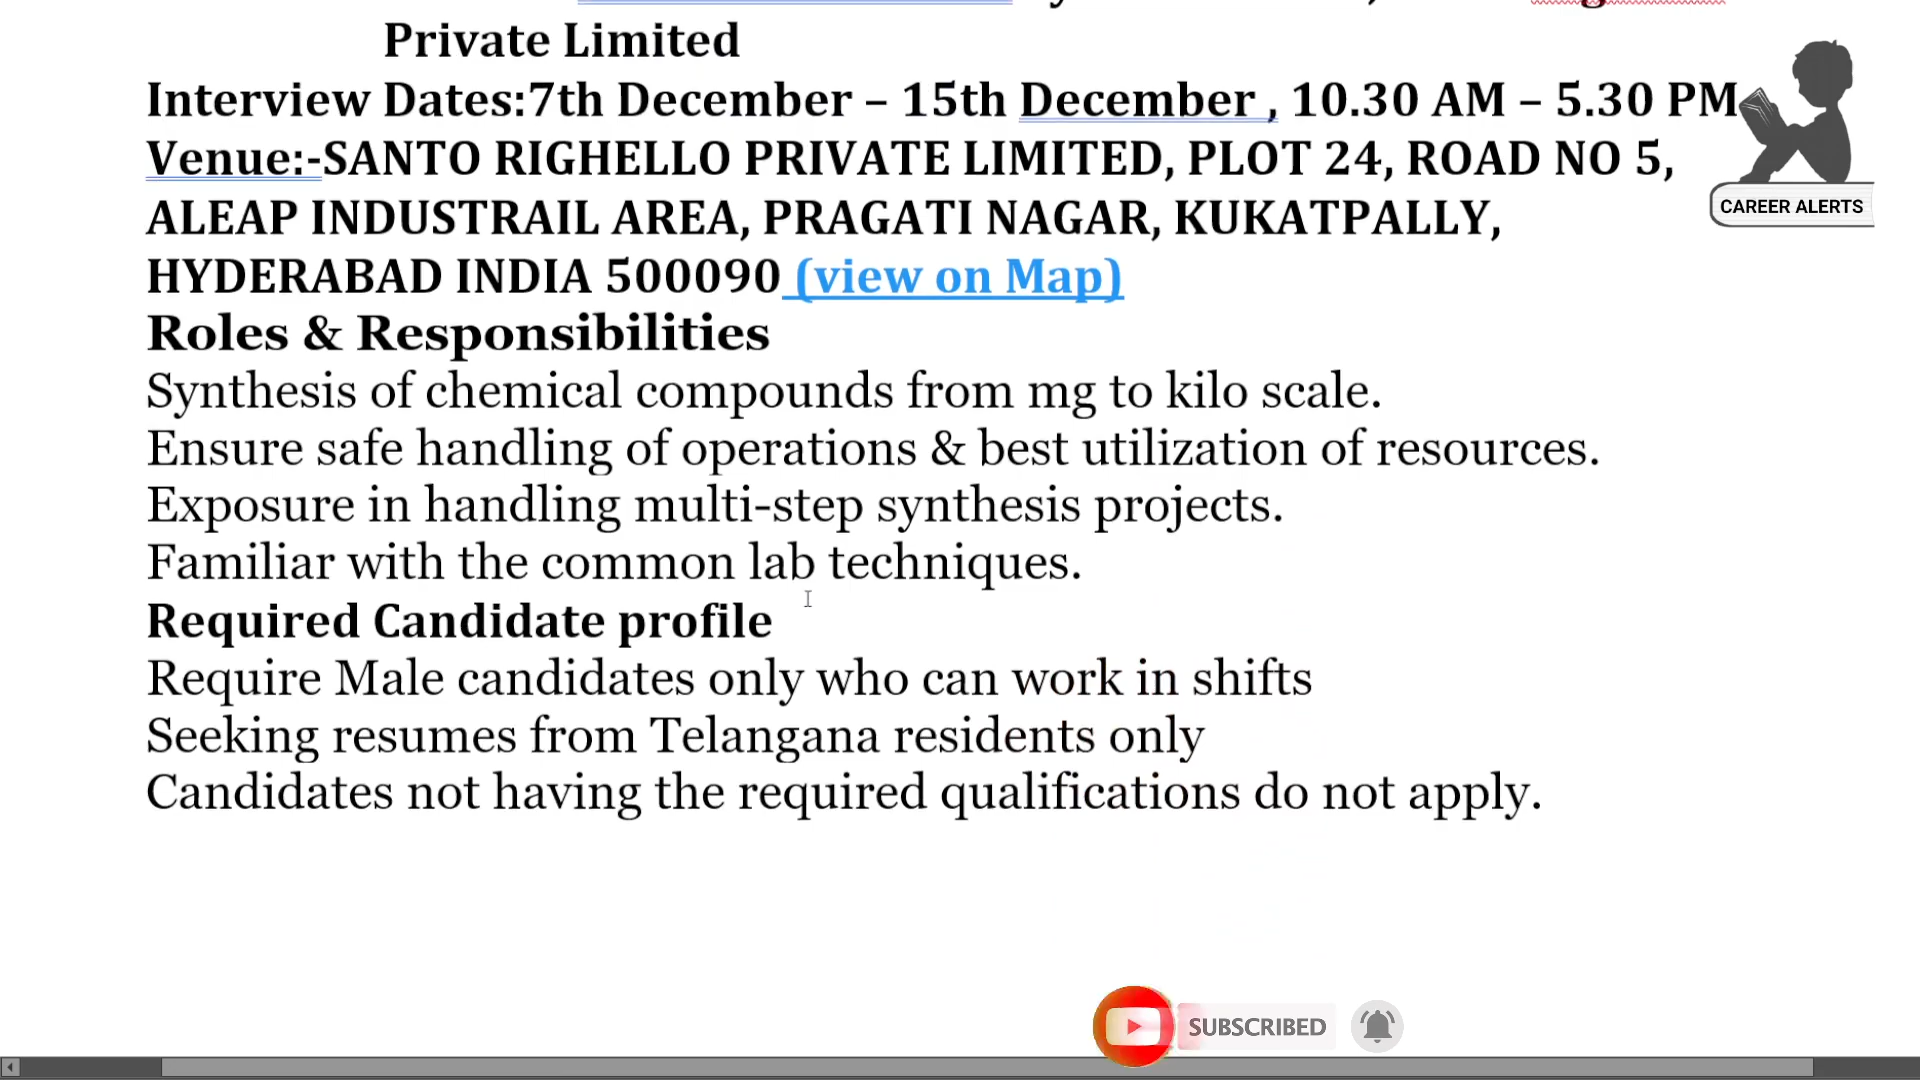 Private Limited
Interview Dates:7th December – 15th December , 10.30 AM – 5.30 PM
Venue:-SANTO RIGHELLO PRIVATE LIMITED, PLOT 24, ROAD NO 5,
ALEAP INDUSTRAIL AREA, PRAGATI NAGAR, KUKATPALLY,
HYDERABAD INDIA 500090 (view on Map)
CAREER ALERTS
Roles & Responsibilities
Synthesis of chemical compounds from mg to kilo scale.
Ensure safe handling of operations & best utilization of resources.
Exposure in handling multi-step synthesis projects.
Familiar with the common lab techniques.
Required Candidate profile
Require Male candidates only who can work in shifts
Seeking resumes from Telangana residents only
Candidates not having the required qualifications do not apply.
SUBSCRIBED